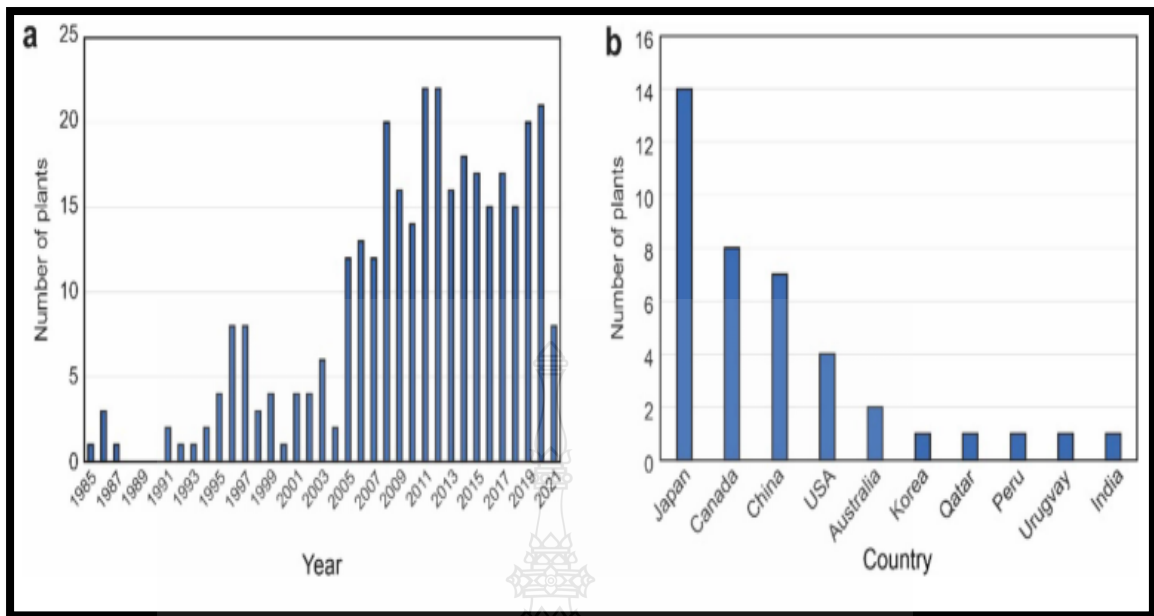 a
25
20
15
10
5
0
Number of plants
1985
1987
1989
1991
1993
1995
1997
1999
2001
2003
2005
2007
2009
2011
2013
2015
2017
2019
2021
Year
b
16
14
12
10
8
6
4
2
0
Number of plants
Japan
Canada
China
USA
Australia
Korea
Qatar
Peru
Urugvay
India
Country